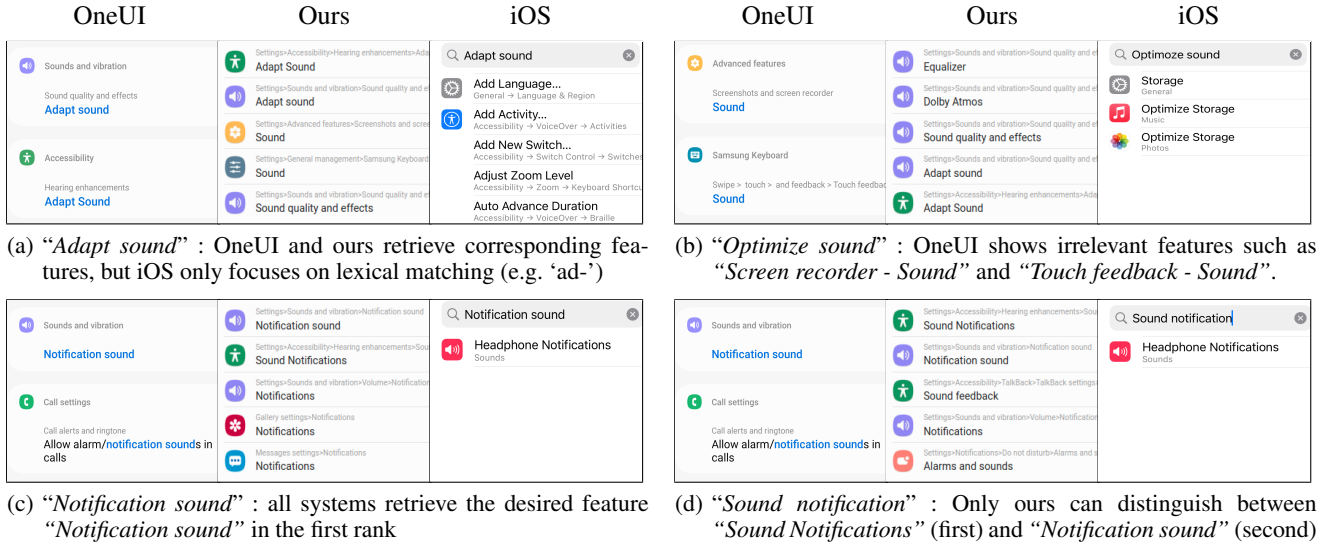 OneUI
Ours
iOS
OneUI
Ours
iOS
Sounds and vibration
Sound quality and effects
Adapt sound
Accessibility
Hearing enhancements
Adapt Sound
Settings>Accessibility>Hearing enhancements>Ada
Adapt Sound
Settings>Sounds and vibration>Sound quality and ef
Adapt sound
Settings>Advanced features>Screenshots and scree
Sound
Settings>General management>Samsung Keyboard
Sound
Settings>Sounds and vibration>Sound quality and ef
Sound quality and effects
Adapt sound
Add Language...
General → Language & Region
Add Activity...
Accessibility → VoiceOver → Activities
Add New Switch...
Accessibility → Switch Control → Switches
Adjust Zoom Level
Accessibility → Zoom → Keyboard Shortcu
Auto Advance Duration
Accessibility → VoiceOver → Braille
Advanced features
Screenshots and screen recorder
Sound
Samsung Keyboard
Swipe > touch > and feedback > Touch feedbac
Sound
Settings>Sounds and vibration>Sound quality and ef
Equalizer
Settings>Sounds and vibration>Sound quality and ef
Dolby Atmos
Settings>Sounds and vibration>Sound quality and ef
Sound quality and effects
Settings>Sounds and vibration>Sound quality and ef
Adapt sound
Settings>Accessibility>Hearing enhancements>Ada
Adapt Sound
Optimoze sound
Storage
General
Optimize Storage
Music
Optimize Storage
Photos
(a) “Adapt sound” : OneUI and ours retrieve corresponding fea-
tures, but iOS only focuses on lexical matching (e.g. ‘ad-’)
(b) “Optimize sound” : OneUI shows irrelevant features such as
“Screen recorder - Sound” and “Touch feedback - Sound”.
Sounds and vibration
Notification sound
Call settings
Call alerts and ringtone
Allow alarm/notification sounds in
calls
Settings>Sounds and vibration>Notification sound
Notification sound
Settings>Accessibility>Hearing enhancements>Sou
Sound Notifications
Settings>Sounds and vibration>Volume>Notification
Notifications
Gallery settings>Notifications
Notifications
Messages settings>Notifications
Notifications
Notification sound
Headphone Notifications
Sounds
Sounds and vibration
Notification sound
Call settings
Call alerts and ringtone
Allow alarm/notification sounds in
calls
Settings>Accessibility>Hearing enhancements>Sou
Sound Notifications
Settings>Sounds and vibration>Notification sound
Notification sound
Settings>Accessibility>TalkBack>TalkBack settings
Sound feedback
Settings>Sounds and vibration>Volume>Notification
Notifications
Settings>Notifications>Do not disturb>Alarms and s
Alarms and sounds
Sound notification
Headphone Notifications
Sounds
(c) “Notification sound” : all systems retrieve the desired feature
“Notification sound” in the first rank
(d) “Sound notification” : Only ours can distinguish between
“Sound Notifications” (first) and “Notification sound” (second)